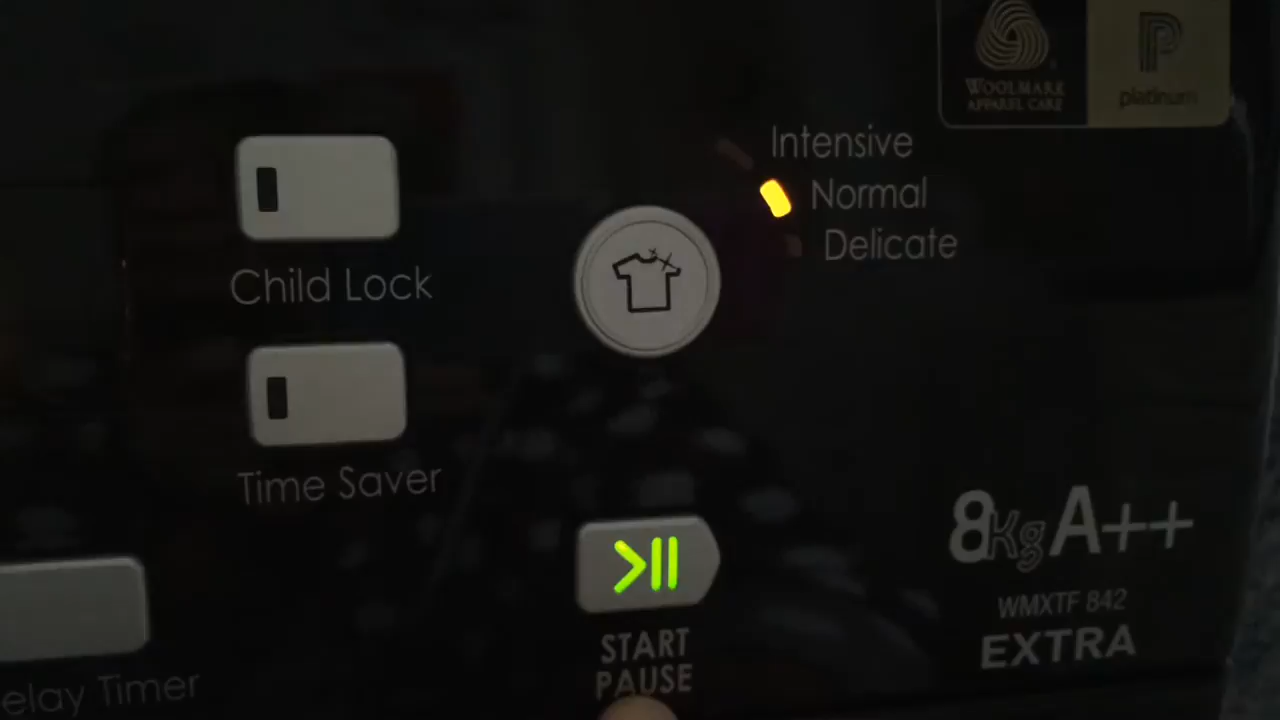 WOOLMARK
APPAREL CARE
platinum
Intensive
Normal
Delicate
Child Lock
Time Saver
8Kg A++
WMXTF 842
EXTRA
START
PAUSE
elay Timer